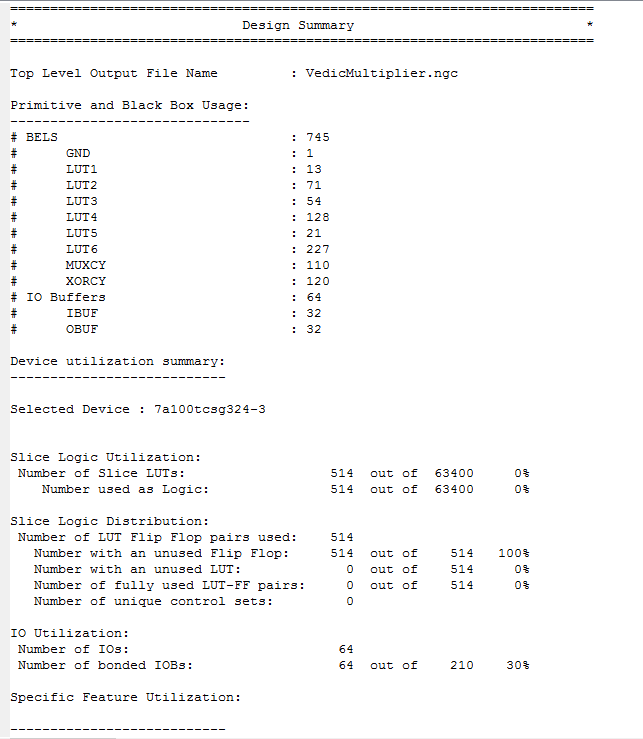 =========================================================================
*                            Design Summary                             *
=========================================================================
Top Level Output File Name         : VedicMultiplier.ngc
Primitive and Black Box Usage:
------------------------------
# BELS                             : 745
#      GND                         : 1
#      LUT1                        : 13
#      LUT2                        : 71
#      LUT3                        : 54
#      LUT4                        : 128
#      LUT5                        : 21
#      LUT6                        : 227
#      MUXCY                       : 110
#      XORCY                       : 120
# IO Buffers                       : 64
#      IBUF                        : 32
#      OBUF                        : 32
Device utilization summary:
---------------------------
Selected Device : 7a100tcsg324-3
Slice Logic Utilization:
 Number of Slice LUTs:                  514  out of  63400     0%
    Number used as Logic:               514  out of  63400     0%
Slice Logic Distribution:
 Number of LUT Flip Flop pairs used:    514
   Number with an unused Flip Flop:     514  out of    514   100%
   Number with an unused LUT:             0  out of    514     0%
   Number of fully used LUT-FF pairs:     0  out of    514     0%
   Number of unique control sets:         0
IO Utilization:
 Number of IOs:                          64
 Number of bonded IOBs:                  64  out of    210    30%
Specific Feature Utilization:
---------------------------